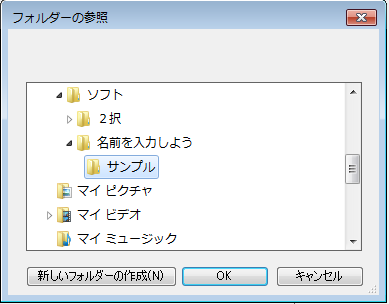 フォルダーの参照
ソフト
２択
名前を入力しよう
サンプル
マイ ピクチャ
マイ ビデオ
マイ ミュージック
新しいフォルダーの作成(N) OK キャンセル